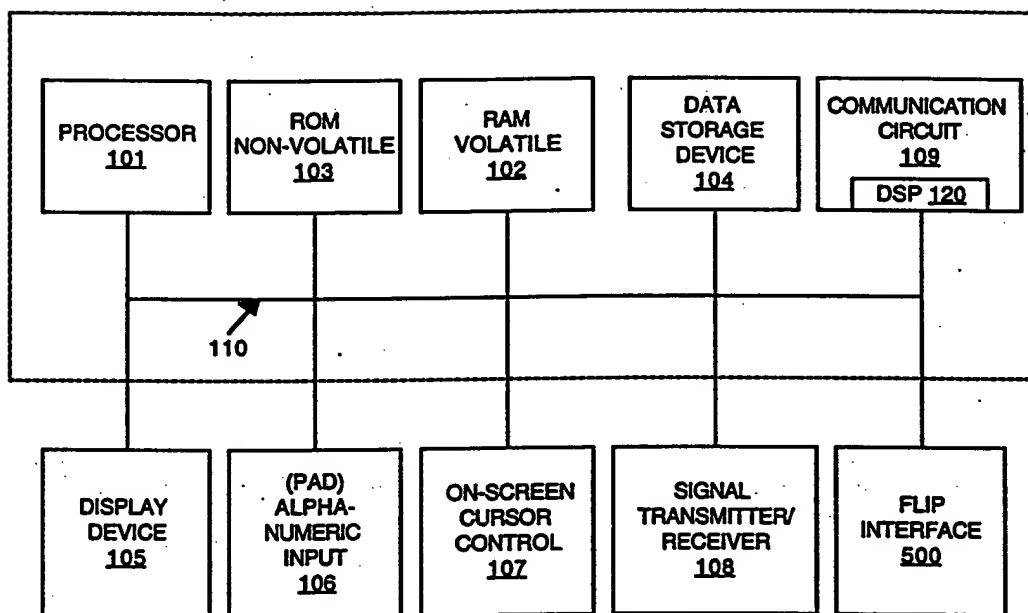 PROCESSOR
101
ROM
NON-VOLATILE
103
RAM
VOLATILE
102
DATA
STORAGE
DEVICE
104
COMMUNICATION
CIRCUIT
109
DSP 120
110
DISPLAY
DEVICE
105
(PAD)
ALPHA-
NUMERIC
INPUT
106
ON-SCREEN
CURSOR
CONTROL
107
SIGNAL
TRANSMITTER/
RECEIVER
108
FLIP
INTERFACE
500